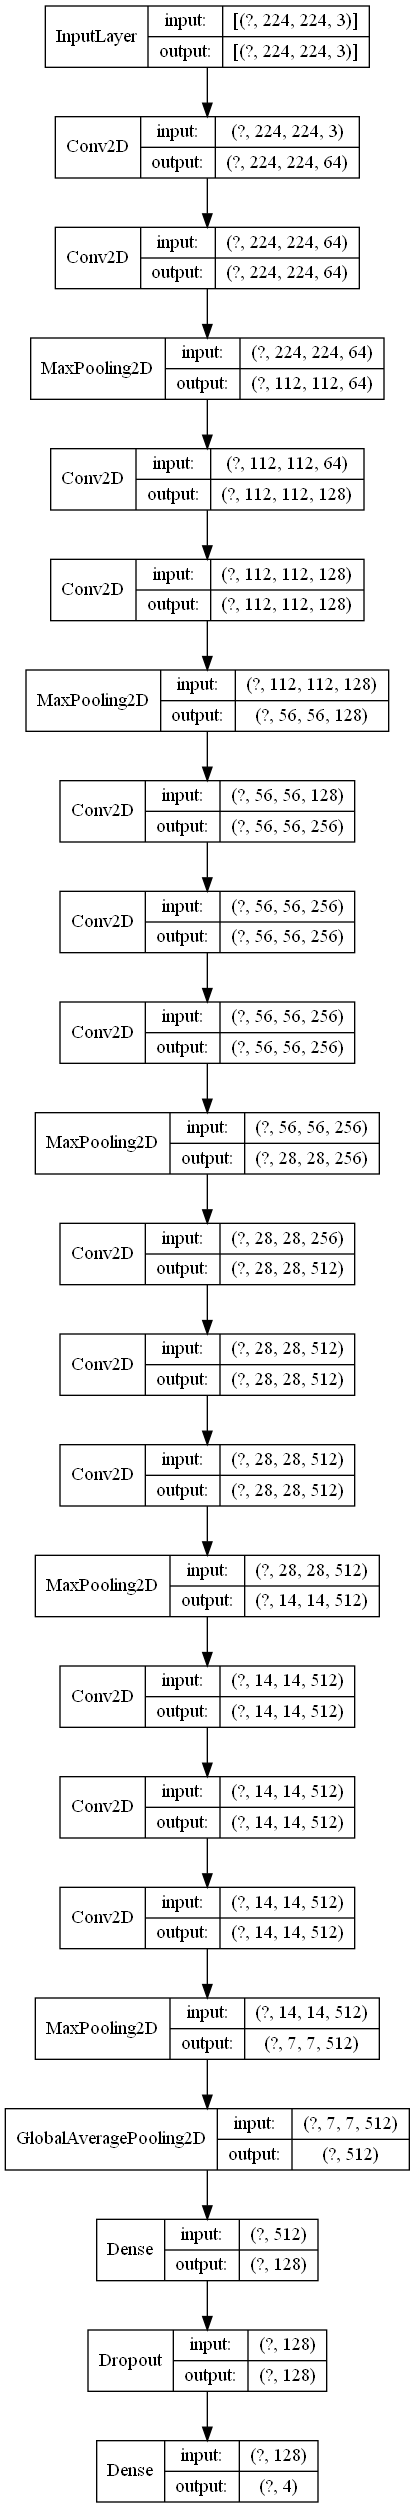 InputLayer
input: [(?, 224, 224, 3)]
output: [(?, 224, 224, 3)]
Conv2D
input: (?, 224, 224, 3)
output: (?, 224, 224, 64)
Conv2D
input: (?, 224, 224, 64)
output: (?, 224, 224, 64)
MaxPooling2D
input: (?, 224, 224, 64)
output: (?, 112, 112, 64)
Conv2D
input: (?, 112, 112, 64)
output: (?, 112, 112, 128)
Conv2D
input: (?, 112, 112, 128)
output: (?, 112, 112, 128)
MaxPooling2D
input: (?, 112, 112, 128)
output: (?, 56, 56, 128)
Conv2D
input: (?, 56, 56, 128)
output: (?, 56, 56, 256)
Conv2D
input: (?, 56, 56, 256)
output: (?, 56, 56, 256)
Conv2D
input: (?, 56, 56, 256)
output: (?, 56, 56, 256)
MaxPooling2D
input: (?, 56, 56, 256)
output: (?, 28, 28, 256)
Conv2D
input: (?, 28, 28, 256)
output: (?, 28, 28, 512)
Conv2D
input: (?, 28, 28, 512)
output: (?, 28, 28, 512)
Conv2D
input: (?, 28, 28, 512)
output: (?, 28, 28, 512)
MaxPooling2D
input: (?, 28, 28, 512)
output: (?, 14, 14, 512)
Conv2D
input: (?, 14, 14, 512)
output: (?, 14, 14, 512)
Conv2D
input: (?, 14, 14, 512)
output: (?, 14, 14, 512)
Conv2D
input: (?, 14, 14, 512)
output: (?, 14, 14, 512)
MaxPooling2D
input: (?, 14, 14, 512)
output: (?, 7, 7, 512)
GlobalAveragePooling2D
input: (?, 7, 7, 512)
output: (?, 512)
Dense
input: (?, 512)
output: (?, 128)
Dropout
input: (?, 128)
output: (?, 128)
Dense
input: (?, 128)
output: (?, 4)